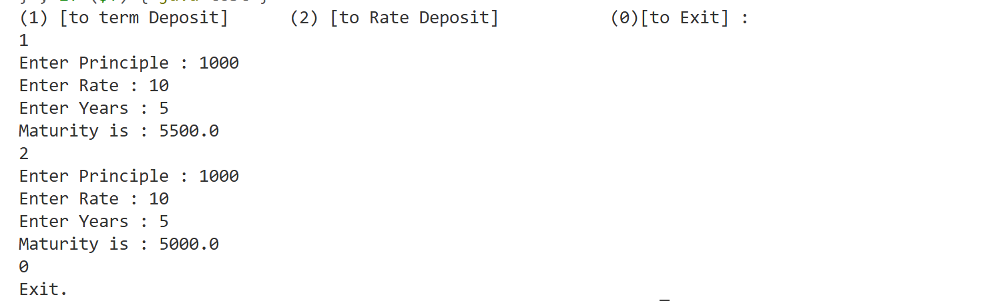 (1) [to term Deposit]      (2) [to Rate Deposit]           (0)[to Exit] :
1
Enter Principle : 1000
Enter Rate : 10
Enter Years : 5
Maturity is : 5500.0
2
Enter Principle : 1000
Enter Rate : 10
Enter Years : 5
Maturity is : 5000.0
0
Exit.